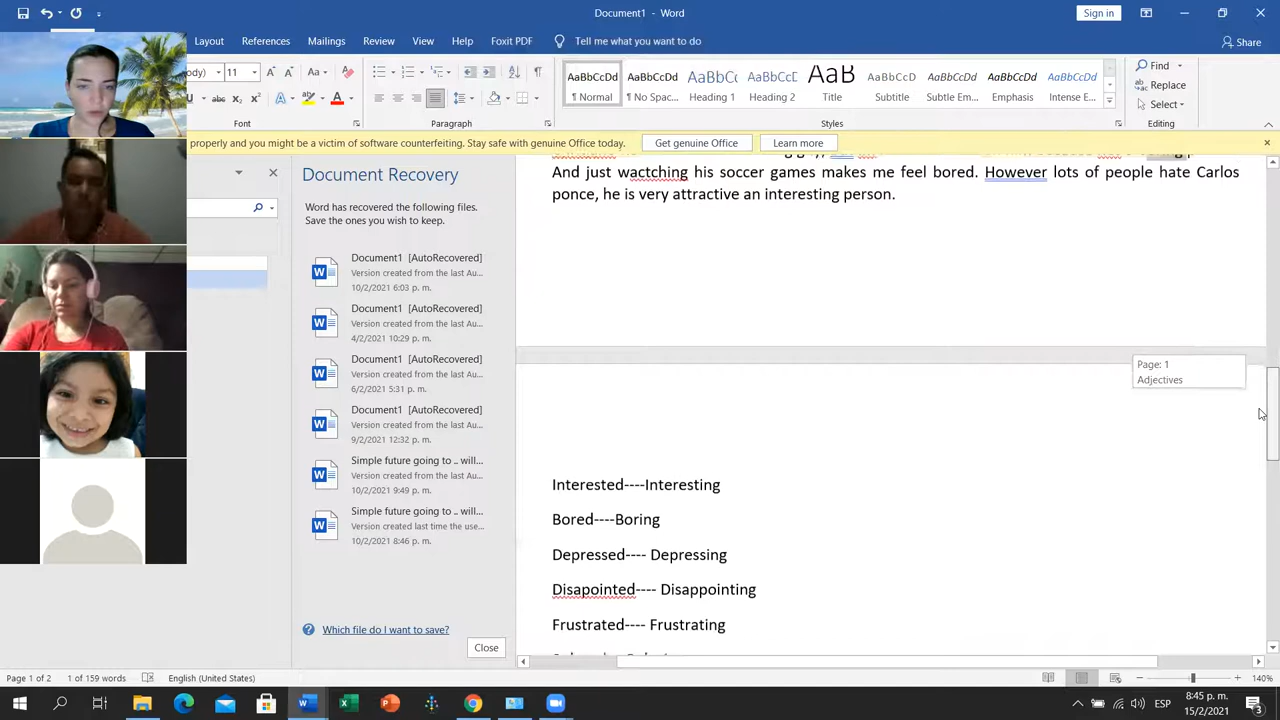 Document1 - Word
Sign in
Layout References Mailings Review View Help Foxit PDF Tell me what you want to do Share
11 Aa
abc x₂ x² A A
AaBbCcDd AaBbCcDd AaBbCc AaBbCcE AaB AaBbCcDd AaBbCcDd AaBbCcDd AaBbCcDd
¶ Normal ¶ No Spac... Heading 1 Heading 2 Title Subtitle Subtle Em... Emphasis Intense E...
Find
Replace
Select
Font Paragraph Styles Editing
properly and you might be a victim of software counterfeiting. Stay safe with genuine Office today. Get genuine Office Learn more
Document Recovery
Word has recovered the following files.
Save the ones you wish to keep.
Document1 [AutoRecovered]
Version created from the last Au...
10/2/2021 6:03 p. m.
Document1 [AutoRecovered]
Version created from the last Au...
4/2/2021 10:29 p. m.
Document1 [AutoRecovered]
Version created from the last Au...
6/2/2021 5:31 p. m.
Document1 [AutoRecovered]
Version created from the last Au...
9/2/2021 12:32 p. m.
Simple future going to .. will...
Version created from the last Au...
10/2/2021 9:49 p. m.
Simple future going to .. will...
Version created last time the use...
10/2/2021 8:46 p. m.
Which file do I want to save?
Close
And just wactching his soccer games makes me feel bored. However lots of people hate Carlos
ponce, he is very attractive an interesting person.
Page: 1
Adjectives
Interested----Interesting
Bored----Boring
Depressed---- Depressing
Disapointed---- Disappointing
Frustrated---- Frustrating
Page 1 of 2 1 of 159 words English (United States) 140%
ESP
8:45 p. m.
15/2/2021